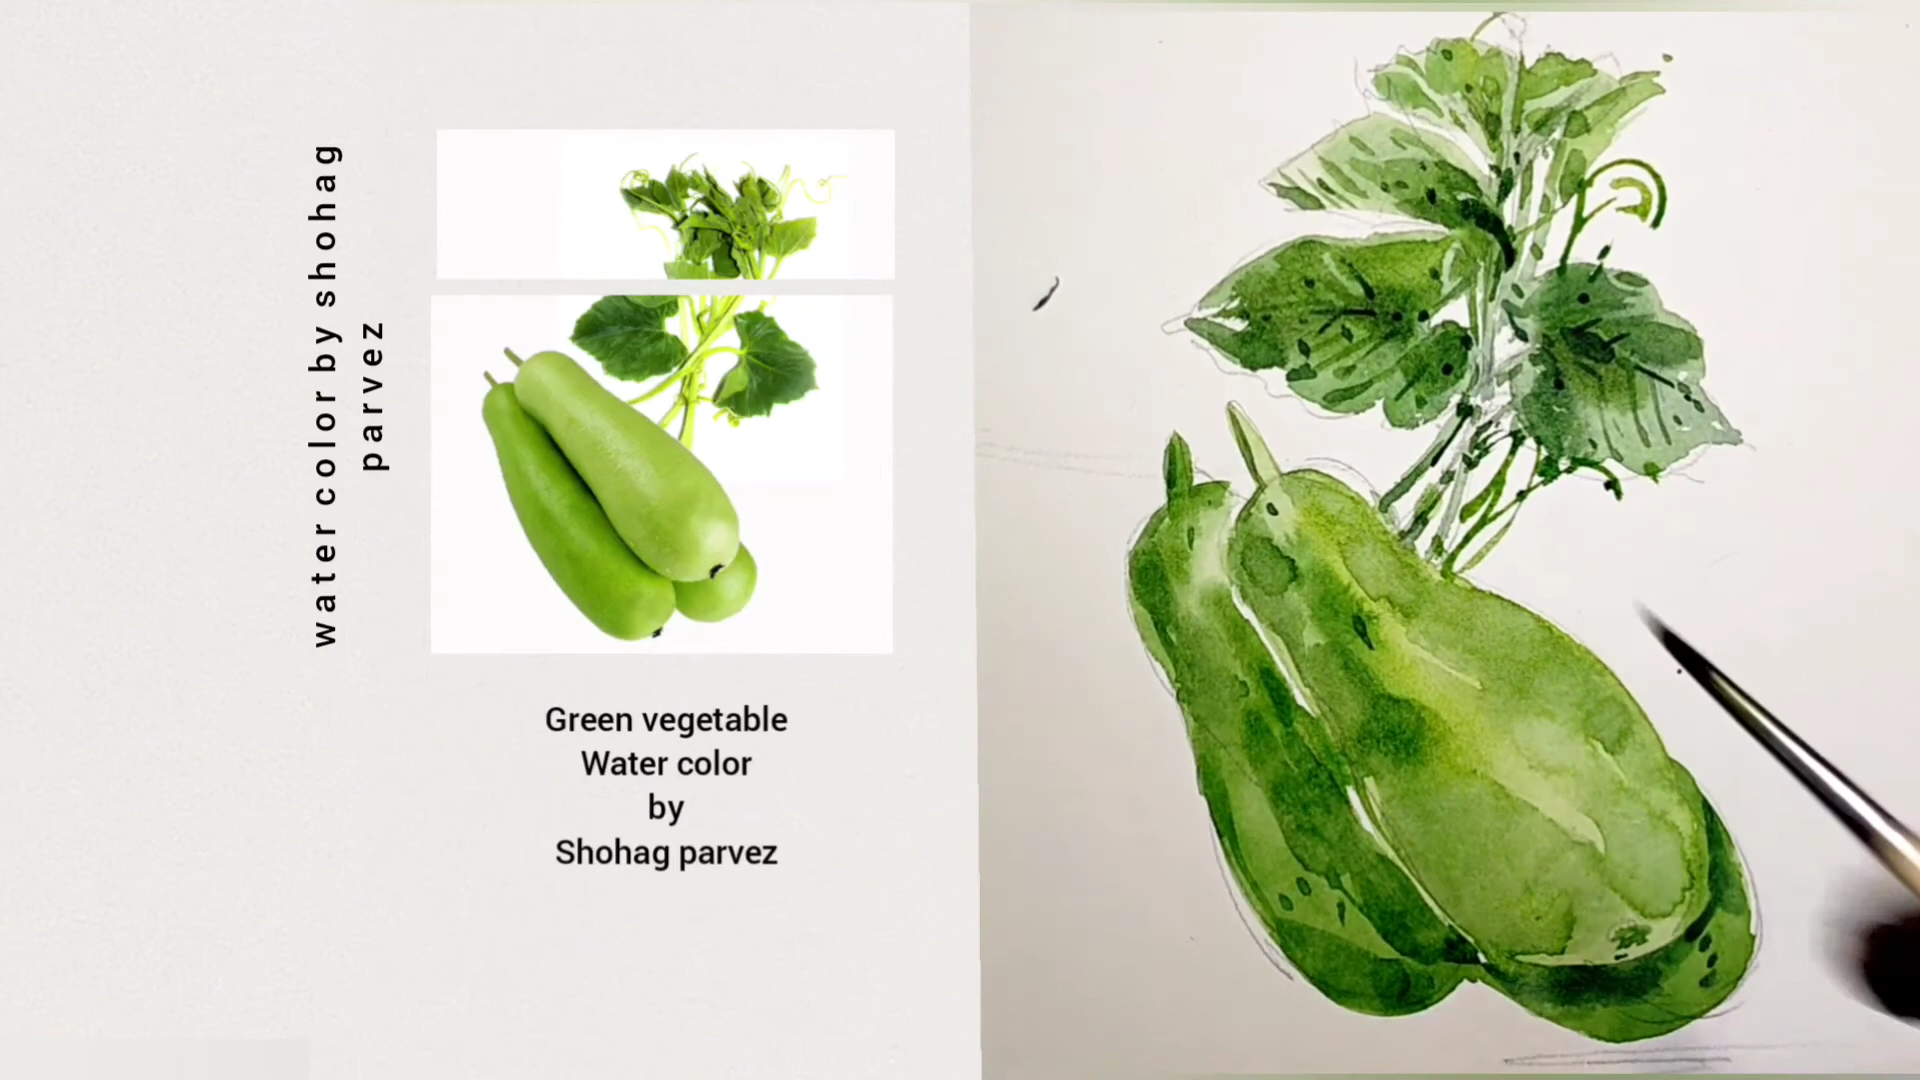 water color by shohag
parvez
Green vegetable
Water color
by
Shohag parvez